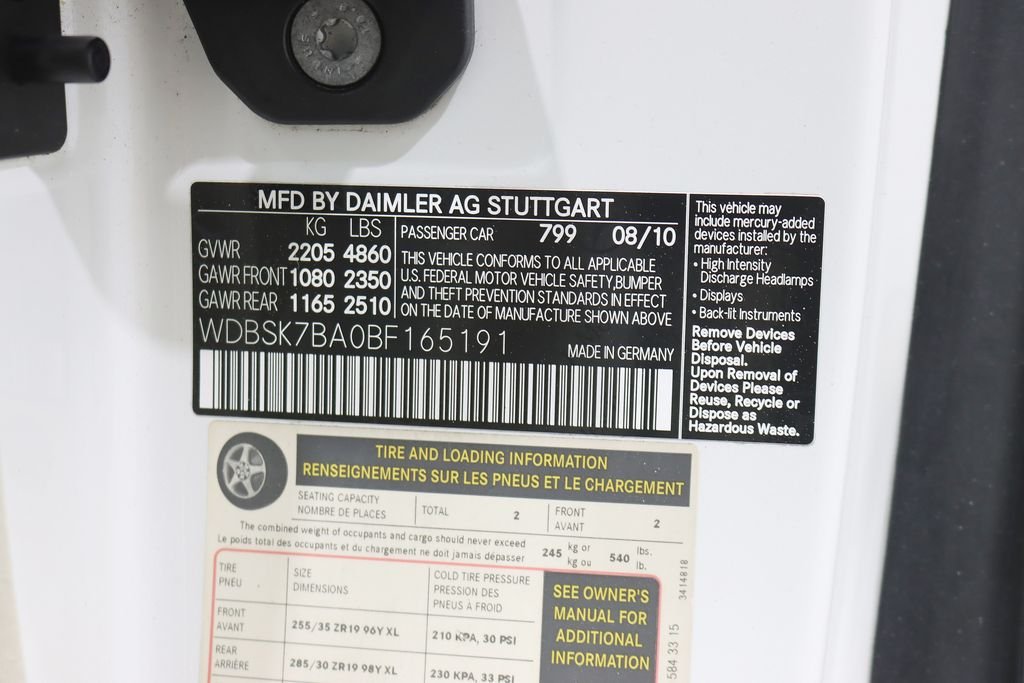 MFD BY DAIMLER AG STUTTGART
KG LBS
GVWR 2205 4860
GAWR FRONT 1080 2350
GAWR REAR 1165 2510
PASSENGER CAR 799 08/10
THIS VEHICLE CONFORMS TO ALL APPLICABLE
U.S. FEDERAL MOTOR VEHICLE SAFETY,BUMPER
AND THEFT PREVENTION STANDARDS IN EFFECT
ON THE DATE OF MANUFACTURE SHOWN ABOVE
WDBSK7BA0BF165191
MADE IN GERMANY
This vehicle may
include mercury-added
devices installed by the
manufacturer:
• High Intensity
Discharge Headlamps
• Displays
• Back-lit Instruments
Remove Devices
Before Vehicle
Disposal.
Upon Removal of
Devices Please
Reuse, Recycle or
Dispose as
Hazardous Waste.
TIRE AND LOADING INFORMATION
RENSEIGNEMENTS SUR LES PNEUS ET LE CHARGEMENT
SEATING CAPACITY
NOMBRE DE PLACES
TOTAL 2
FRONT
AVANT
2
The combined weight of occupants and cargo should never exceed
Le poids total des occupants et du chargement ne doit jamais dépasser
245 kg or
kg ou
540 lbs.
lb.
TIRE
PNEU
SIZE
DIMENSIONS
COLD TIRE PRESSURE
PRESSION DES
PNEUS À FROID
FRONT
AVANT
255/35 ZR19 96Y XL
210 KPA, 30 PSI
REAR
ARRIÈRE
285/30 ZR19 98Y XL
230 KPA, 33 PSI
SEE OWNER'S
MANUAL FOR
ADDITIONAL
INFORMATION
3414818
584 33 15